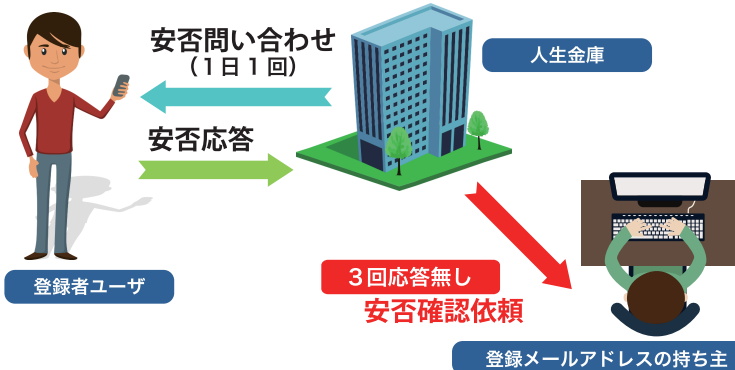 安否問い合わせ
（１日１回）
人生金庫
安否応答
登録者ユーザ
３回応答無し
安否確認依頼
登録メールアドレスの持ち主